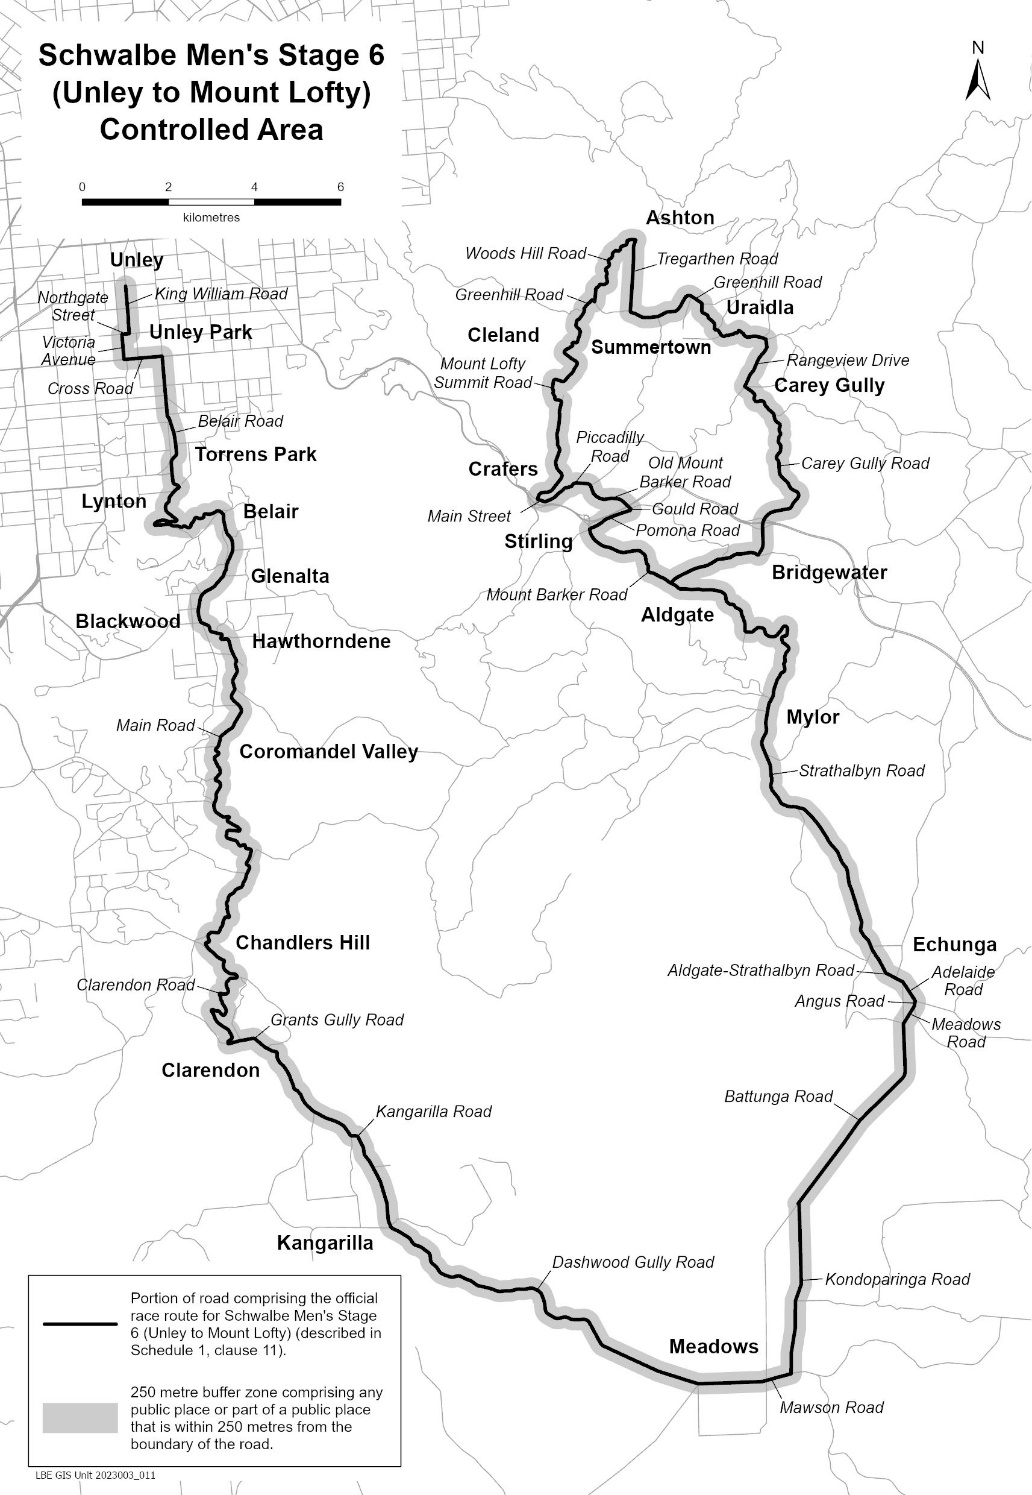 Schwalbe Men's Stage 6
(Unley to Mount Lofty)
Controlled Area
N
0 2 4 6
kilometres
Ashton
Unley
Woods Hill Road
Tregarthen Road
Greenhill Road
King William Road
Northgate
Street
Greenhill Road
Uraidla
Unley Park
Cleland
Victoria
Avenue
Summertown
Rangeview Drive
Mount Lofty
Summit Road
Cross Road
Carey Gully
Belair Road
Piccadilly
Road
Torrens Park
Crafers
Old Mount
Barker Road
Carey Gully Road
Lynton
Belair
Main Street
Gould Road
Pomona Road
Stirling
Glenalta
Bridgewater
Mount Barker Road
Blackwood
Aldgate
Hawthorndene
Main Road
Mylor
Coromandel Valley
Strathalbyn Road
Chandlers Hill
Echunga
Clarendon Road
Aldgate-Strathalbyn Road
Adelaide
Road
Angus Road
Grants Gully Road
Meadows
Road
Clarendon
Battunga Road
Kangarilla Road
Kangarilla
Dashwood Gully Road
Kondoparinga Road
Meadows
Mawson Road
Portion of road comprising the official
race route for Schwalbe Men's Stage
6 (Unley to Mount Lofty) (described in
Schedule 1, clause 11).
250 metre buffer zone comprising any
public place or part of a public place
that is within 250 metres from the
boundary of the road.
LBE GIS Unit 2023003_011